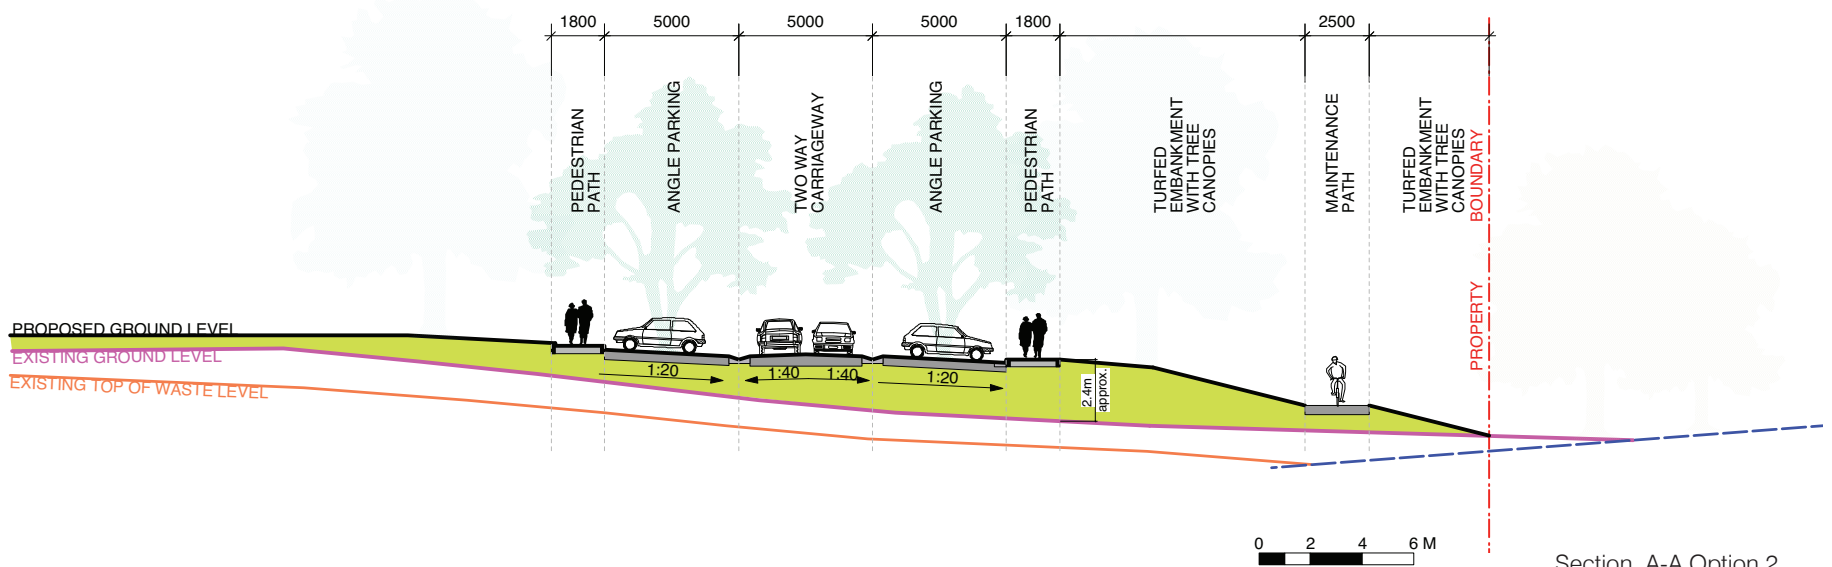 1800
5000
5000
5000
1800
2500
PEDESTRIAN
PATH
ANGLE PARKING
TWO WAY
CARRIAGEWAY
ANGLE PARKING
PEDESTRIAN
PATH
TURFED
EMBANKMENT
WITH TREE
CANOPIES
MAINTENANCE
PATH
TURFED
EMBANKMENT
WITH TREE
CANOPIES
PROPERTY BOUNDARY
PROPOSED GROUND LEVEL
EXISTING GROUND LEVEL
EXISTING TOP OF WASTE LEVEL
1:20
1:40
1:40
1:20
2.4m
approx.
0 2 4 6 M
Section A-A Option 2